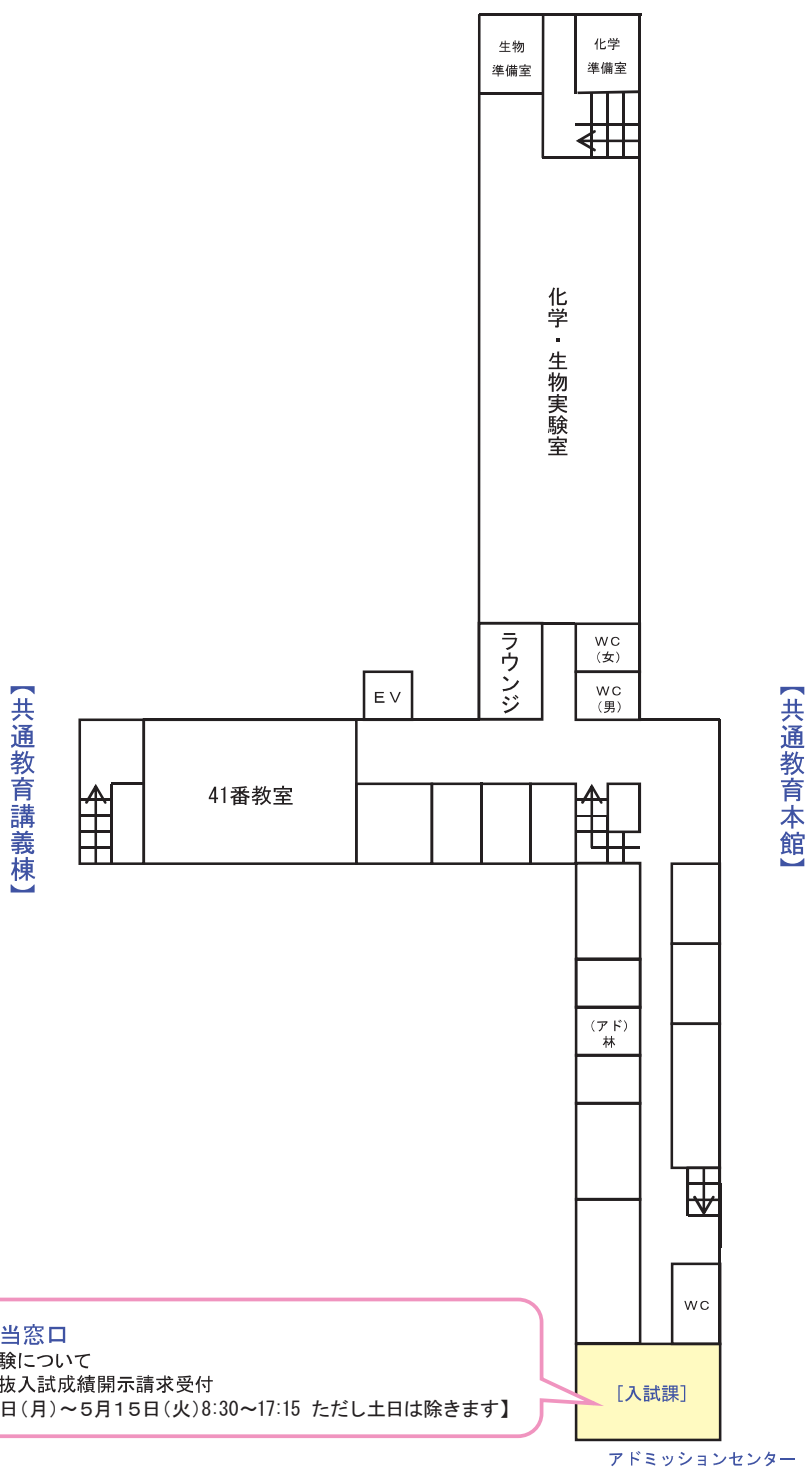 生物
準備室
化学
準備室
化学・生物実験室
ラウンジ
WC
(女)
WC
(男)
EV
【共通教育講義棟】
41番教室
【共通教育本館】
(アド)
林
WC
当窓口
験について
抜入試成績開示請求受付
日(月)～5月15日(火)8:30～17:15 ただし土日は除きます】
[入試課]
アドミッションセンター